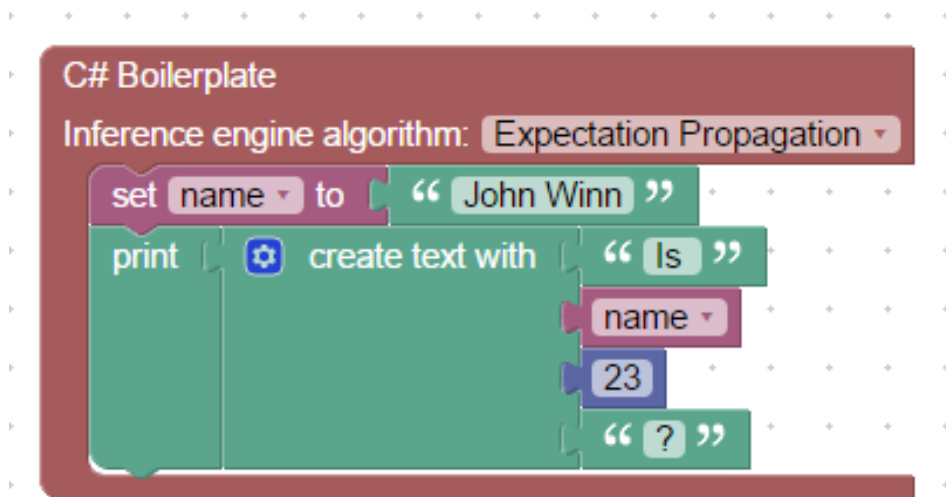 C# Boilerplate
Inference engine algorithm: Expectation Propagation
set name to “ John Winn ”
print create text with “ Is ”
name
23
“ ? ”